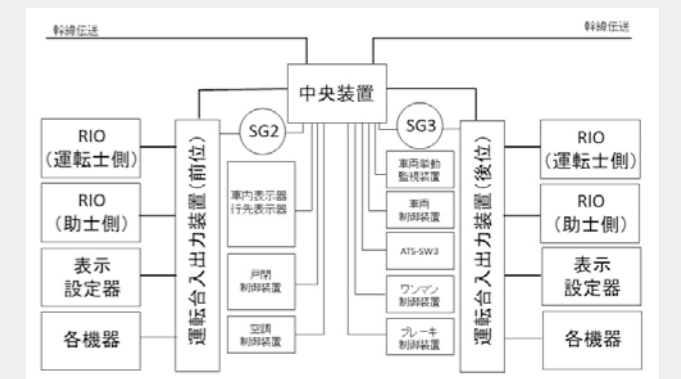 幹線伝送
幹線伝送
中央装置
SG2
SG3
RIO
(運転士側)
RIO
(助士側)
表示
設定器
各機器
運転台入出力装置(前位)
車内表示器
行先表示器
戸閉
制御装置
空調
制御装置
車両挙動
監視装置
車両
制御装置
ATS-SW3
ワンマン
制御装置
ブレーキ
制御装置
運転台入出力装置(後位)
RIO
(運転士側)
RIO
(助士側)
表示
設定器
各機器